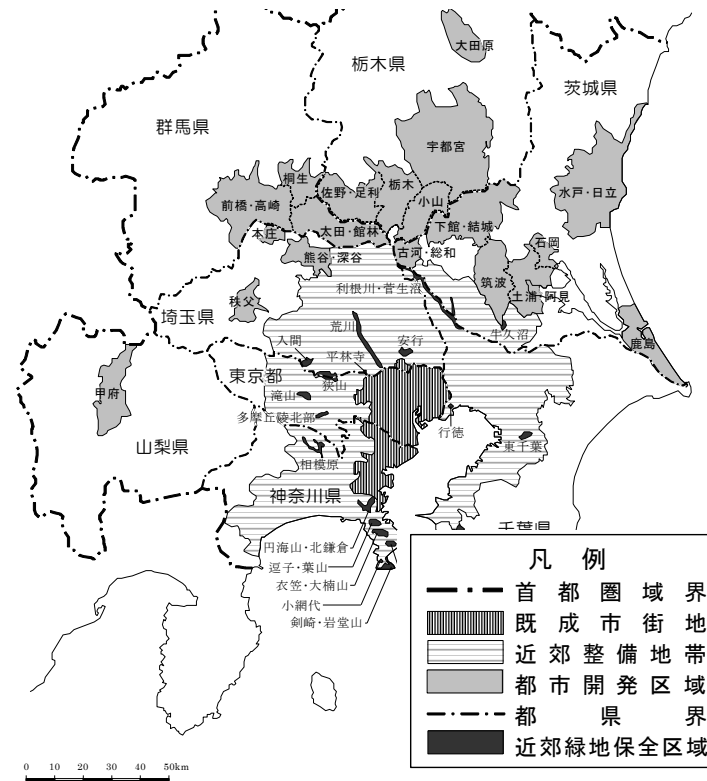 大田原
栃木県
茨城県
群馬県
宇都宮
桐生
佐野・足利
栃木
水戸・日立
前橋・高崎
小山
太田・館林
下館・結城
本庄
石岡
熊谷・深谷
古河・総和
筑波
利根川・菅生沼
土浦・阿見
秩父
埼玉県
荒川
安行
牛久沼
鹿島
入間
平林寺
東京都
狭山
甲府
滝山
多摩丘陵北部
行徳
東千葉
山梨県
相模原
神奈川県
千葉県
円海山・北鎌倉
逗子・葉山
衣笠・大楠山
小網代
剣崎・岩堂山
凡例
首都圏域界
既成市街地
近郊整備地帯
都市開発区域
都県界
近郊緑地保全区域
0 10 20 30 40 50km